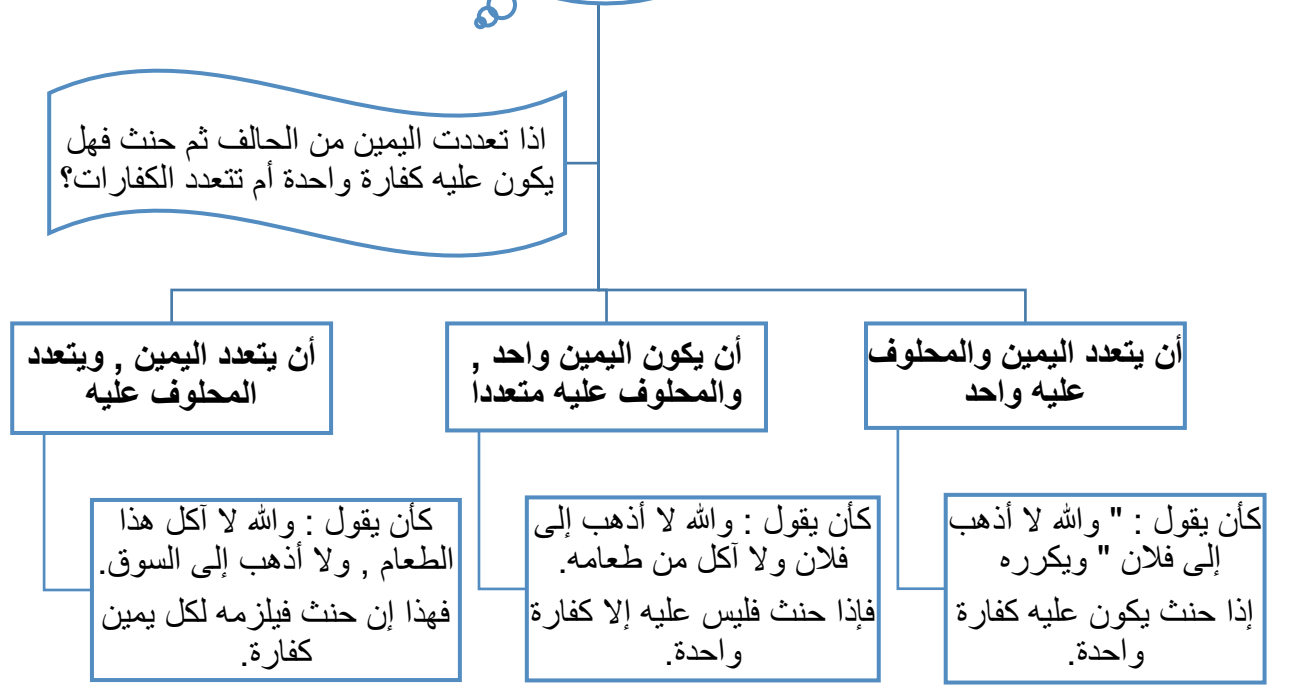 اذا تعددت اليمين من الحالف ثم حنث فهل
يكون عليه كفارة واحدة أم تتعدد الكفارات؟
أن يتعدد اليمين والمحلوف
عليه واحد
كأن يقول : " والله لا أذهب
إلى فلان " ويكرره
إذا حنث يكون عليه كفارة
واحدة.
أن يكون اليمين واحد ,
والمحلوف عليه متعددا
كأن يقول : والله لا أذهب إلى
فلان ولا آكل من طعامه.
فإذا حنث فليس عليه إلا كفارة
واحدة.
أن يتعدد اليمين , ويتعدد
المحلوف عليه
كأن يقول : والله لا آكل هذا
الطعام , ولا أذهب إلى السوق.
فهذا إن حنث فيلزمه لكل يمين
كفارة.